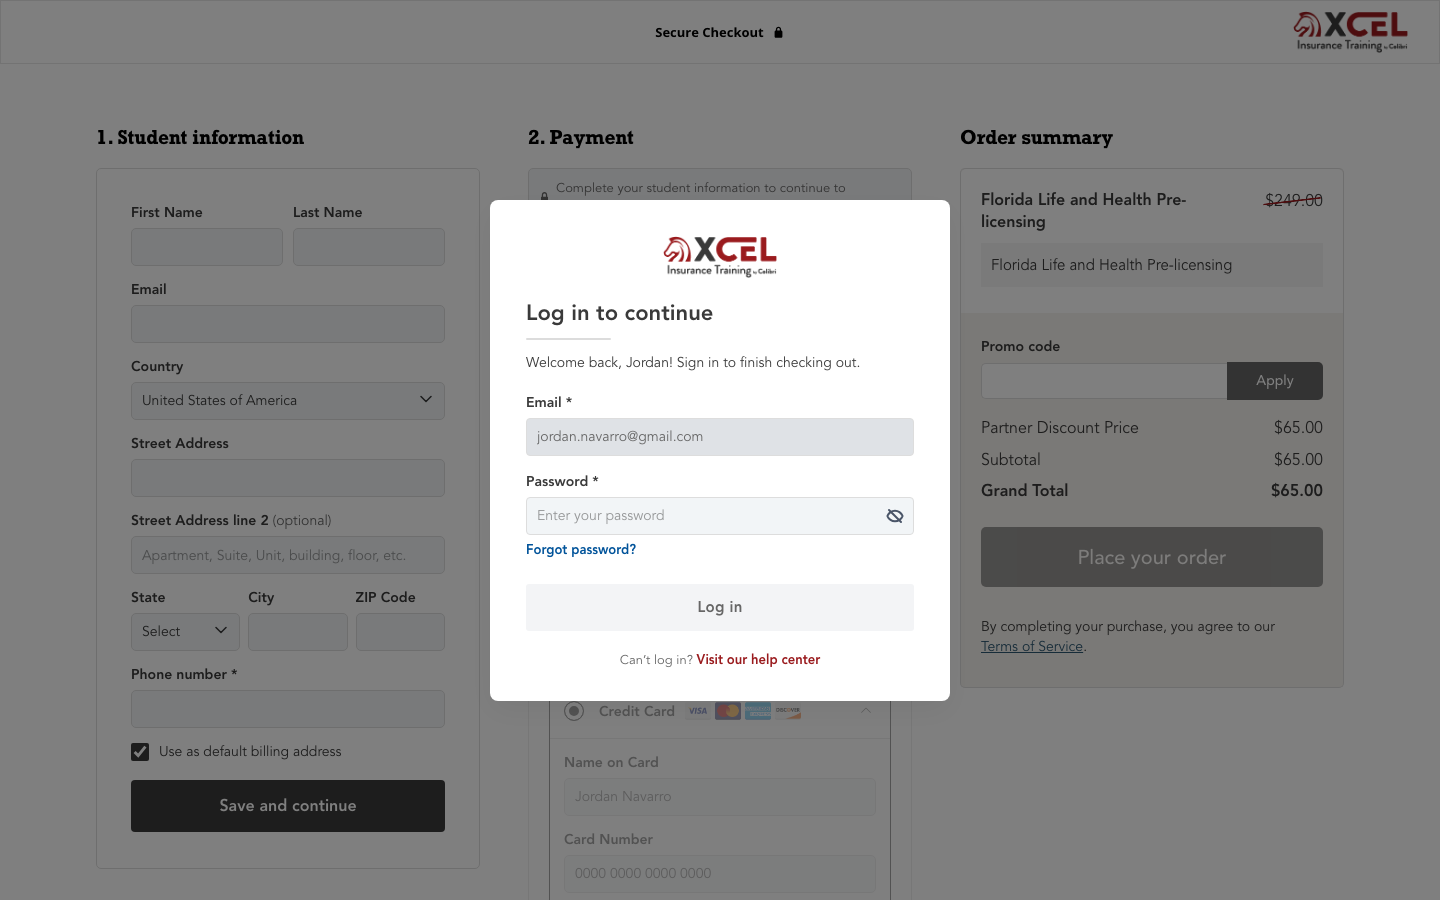 Secure Checkout
XCEL
Insurance Training by Colibri
1. Student information
First Name
Last Name
Email
Country
United States of America
Street Address
Street Address line 2 (optional)
Apartment, Suite, Unit, building, floor, etc.
State
City
ZIP Code
Select
Phone number *
Use as default billing address
Save and continue
2. Payment
Complete your student information to continue to
XCEL
Insurance Training by Colibri
Log in to continue
Welcome back, Jordan! Sign in to finish checking out.
Email *
jordan.navarro@gmail.com
Password *
Enter your password
Forgot password?
Log in
Can't log in? Visit our help center
Credit Card VISA
DISCOVER
Name on Card
Jordan Navarro
Card Number
0000 0000 0000 0000
Order summary
Florida Life and Health Pre-
licensing
$249.00
Florida Life and Health Pre-licensing
Promo code
Apply
Partner Discount Price $65.00
Subtotal $65.00
Grand Total $65.00
Place your order
By completing your purchase, you agree to our
Terms of Service.